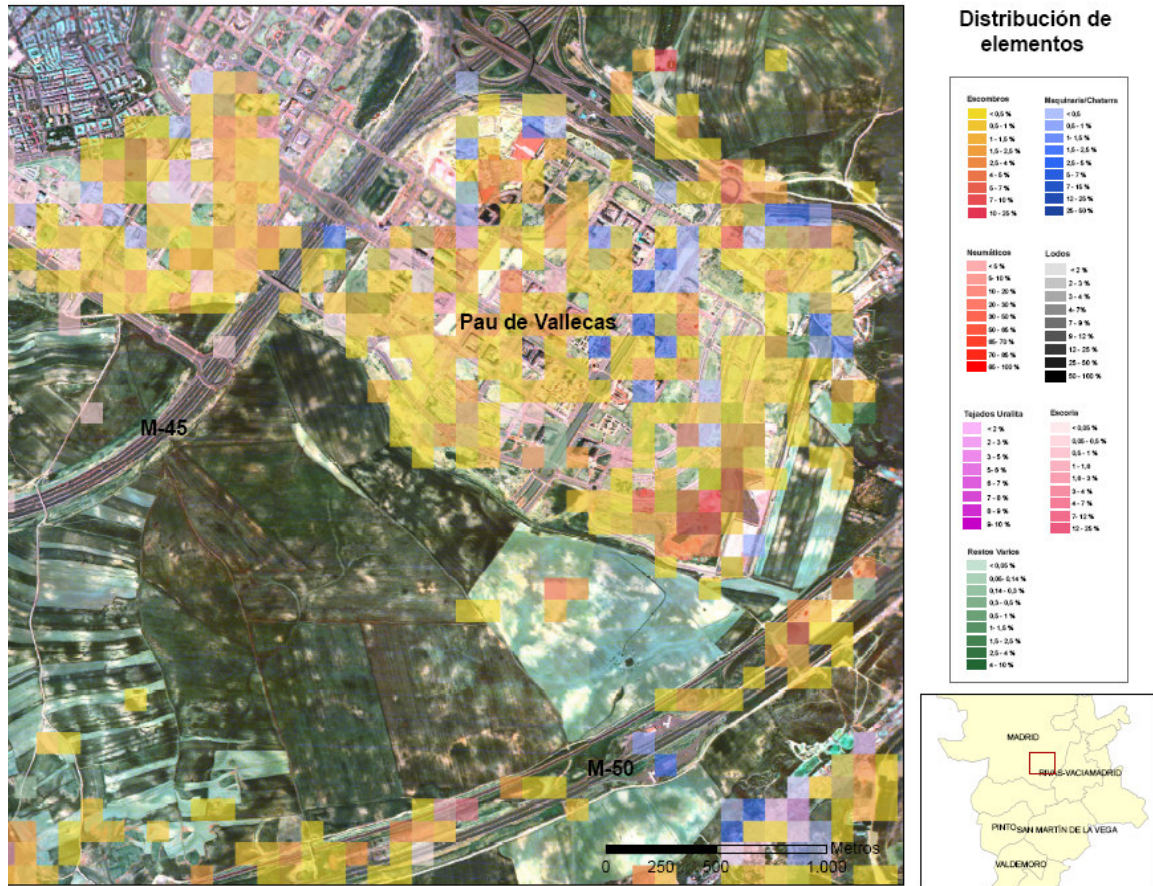 Distribución de
elementos
Escombros
< 0,5 %
0,5 - 1 %
1 - 1,5 %
1,5 - 2,5 %
2,5 - 4 %
4 - 5 %
5 - 7 %
7 - 10 %
10 - 25 %
Maquinaria/Chatarra
< 0,5
0,5 - 1 %
1 - 1,5 %
1,5 - 2,5 %
2,5 - 5 %
5 - 7 %
7 - 15 %
12 - 25 %
25 - 50 %
Neumáticos
< 5 %
5 - 10 %
10 - 20 %
20 - 30 %
30 - 50 %
50 - 65 %
65 - 70 %
70 - 85 %
85 - 100 %
Lodos
< 2 %
2 - 3 %
3 - 4 %
4 - 7 %
7 - 9 %
9 - 12 %
12 - 25 %
25 - 50 %
50 - 100 %
Tejados Uralita
< 2 %
2 - 3 %
3 - 5 %
5 - 6 %
6 - 7 %
7 - 8 %
8 - 9 %
9 - 10 %
Escoria
< 0,05 %
0,05 - 0,5 %
0,5 - 1 %
1 - 1,8
1,8 - 3 %
3 - 4 %
4 - 7 %
7 - 12 %
12 - 25 %
Restos Varios
< 0,05 %
0,05 - 0,14 %
0,14 - 0,3 %
0,3 - 0,5 %
0,5 - 1 %
1 - 1,5 %
1,5 - 2,5 %
2,5 - 4 %
4 - 10 %
Pau de Vallecas
M-45
M-50
Metros
0 250 500 1.000
MADRID
RIVAS-VACIAMADRID
PINTO
SAN MARTÍN DE LA VEGA
VALDEMORO